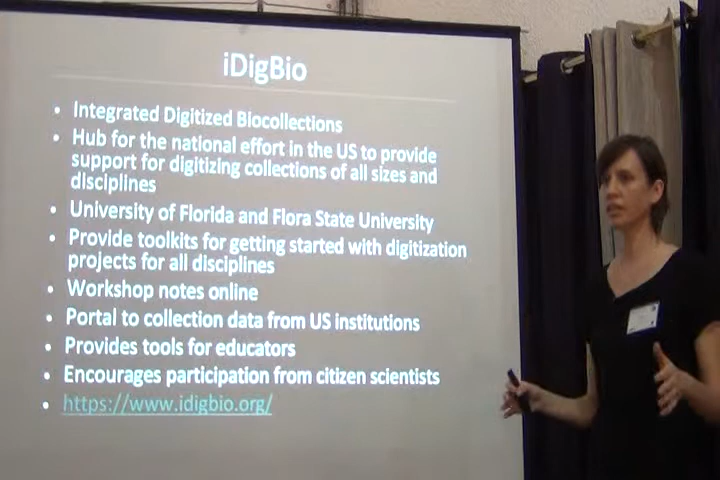 iDigBio
• Integrated Digitized Biocollections
• Hub for the national effort in the US to provide
support for digitizing collections of all sizes and
disciplines
• University of Florida and Flora State University
• Provide toolkits for getting started with digitization
projects for all disciplines
• Workshop notes online
• Portal to collection data from US institutions
• Provides tools for educators
• Encourages participation from citizen scientists
• https://www.idigbio.org/